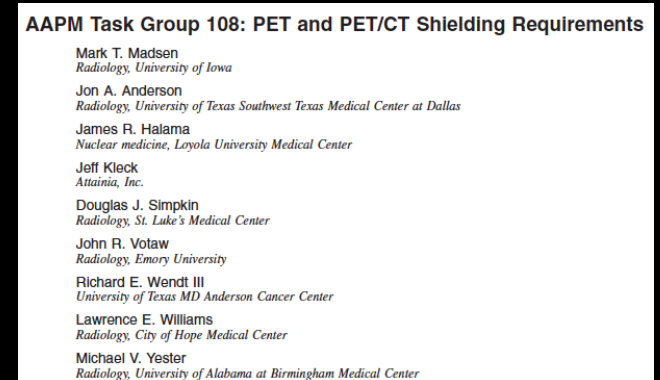 AAPM Task Group 108: PET and PET/CT Shielding Requirements
Mark T. Madsen
Radiology, University of Iowa
Jon A. Anderson
Radiology, University of Texas Southwest Texas Medical Center at Dallas
James R. Halama
Nuclear medicine, Loyola University Medical Center
Jeff Kleck
Attainia, Inc.
Douglas J. Simpkin
Radiology, St. Luke's Medical Center
John R. Votaw
Radiology, Emory University
Richard E. Wendt III
University of Texas MD Anderson Cancer Center
Lawrence E. Williams
Radiology, City of Hope Medical Center
Michael V. Yester
Radiology, University of Alabama at Birmingham Medical Center